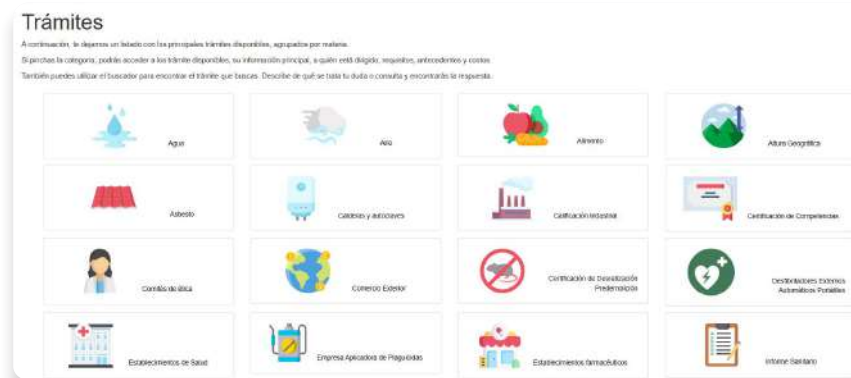 Trámites
A continuación, te dejamos un listado con los principales trámites disponibles, agrupados por materia.
Si pinchas la categoría, podrás acceder a los trámite disponibles, su información principal, a quién está dirigido, requisitos, antecedentes y costos.
También puedes utilizar el buscador para encontrar el trámite que buscas. Describe de qué se trata tu duda o consulta y encontrarás la respuesta.
Agua
Aire
Alimento
Altura Geográfica
Asbesto
Calderas y autoclaves
Calificación Industrial
Certificación de Competencias
Comités de ética
Comercio Exterior
Certificación de Desratización
Predemolición
Desfibriladores Externos
Automáticos Portátiles
Establecimientos de Salud
Empresa Aplicadora de Plaguicidas
Establecimientos farmacéuticos
Informe Sanitario